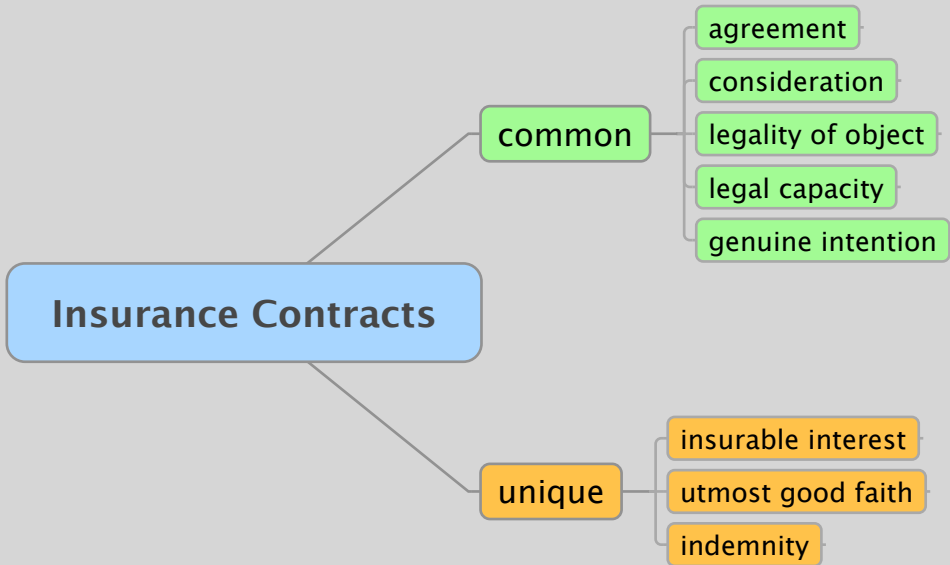 Insurance Contracts
common
agreement
consideration
legality of object
legal capacity
genuine intention
unique
insurable interest
utmost good faith
indemnity